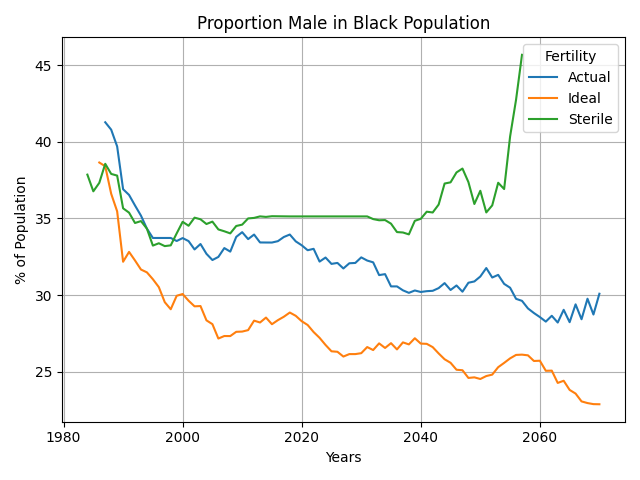 Proportion Male in Black Population
% of Population
45
40
35
30
25
1980
2000
2020
2040
2060
Years
Fertility
Actual
Ideal
Sterile